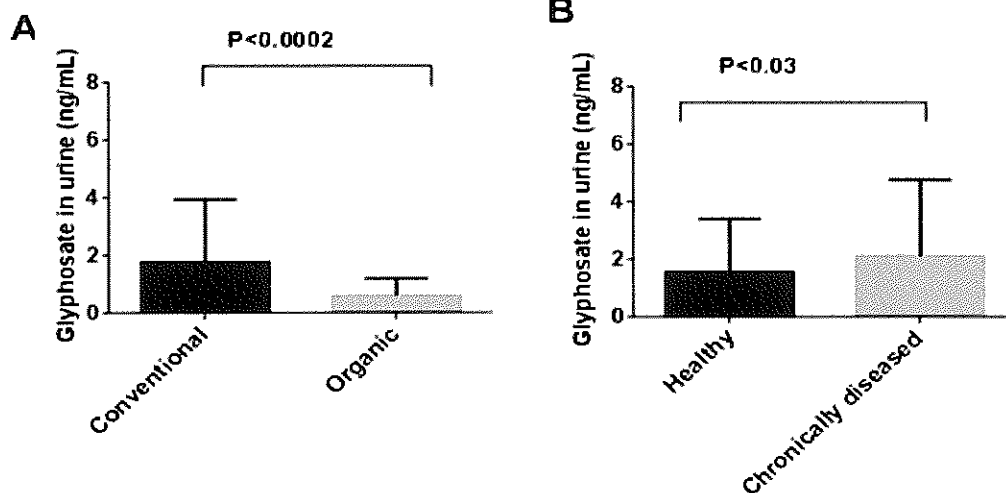 A
P<0.0002
Glyphosate in urine (ng/mL)
8
6
4
2
0
Conventional
Organic
B
P<0.03
Glyphosate in urine (ng/mL)
8
6
4
2
0
Healthy
Chronically diseased